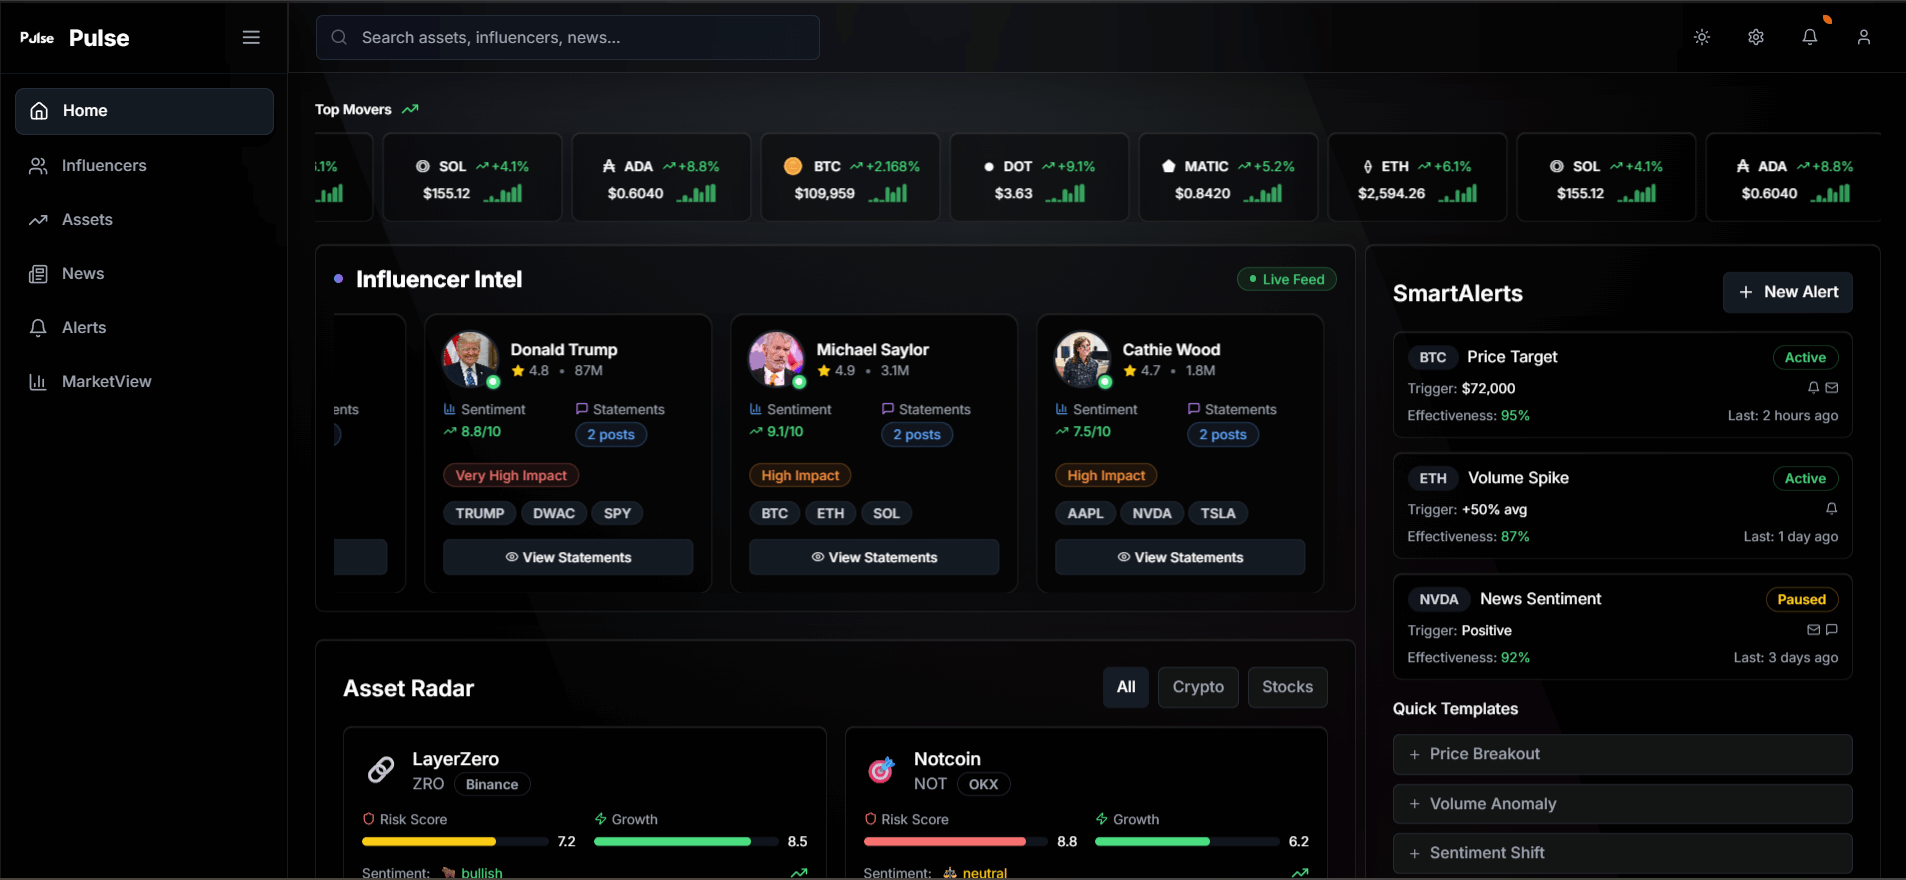 Pulse Pulse
Search assets, influencers, news...
Home
Influencers
Assets
News
Alerts
MarketView
Top Movers
.1%
SOL +4.1%
$155.12
ADA +8.8%
$0.6040
BTC +2.168%
$109,959
DOT +9.1%
$3.63
MATIC +5.2%
$0.8420
ETH +6.1%
$2,594.26
SOL +4.1%
$155.12
ADA +8.8%
$0.6040
Influencer Intel
Live Feed
ents
Donald Trump
4.8 • 87M
Sentiment Statements
8.8/10 2 posts
Very High Impact
TRUMP DWAC SPY
View Statements
Michael Saylor
4.9 • 3.1M
Sentiment Statements
9.1/10 2 posts
High Impact
BTC ETH SOL
View Statements
Cathie Wood
4.7 • 1.8M
Sentiment Statements
7.5/10 2 posts
High Impact
AAPL NVDA TSLA
View Statements
SmartAlerts
+ New Alert
BTC Price Target Active
Trigger: $72,000
Effectiveness: 95% Last: 2 hours ago
ETH Volume Spike Active
Trigger: +50% avg
Effectiveness: 87% Last: 1 day ago
NVDA News Sentiment Paused
Trigger: Positive
Effectiveness: 92% Last: 3 days ago
Quick Templates
+ Price Breakout
+ Volume Anomaly
+ Sentiment Shift
Asset Radar
All Crypto Stocks
LayerZero
ZRO Binance
Risk Score Growth
7.2 8.5
Sentiment: bullish
Notcoin
NOT OKX
Risk Score Growth
8.8 6.2
Sentiment: neutral